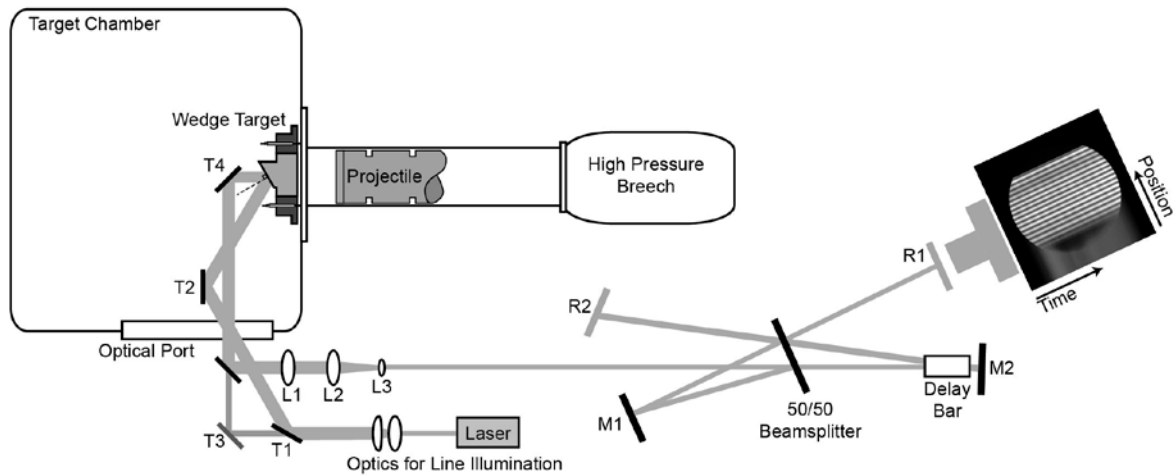 Target Chamber
Wedge Target
T4
Projectile
High Pressure
Breech
Position
R1
Time
T2
R2
Optical Port
L1
L2
L3
M2
Delay
Bar
M1
50/50
Beamsplitter
T3
T1
Laser
Optics for Line Illumination